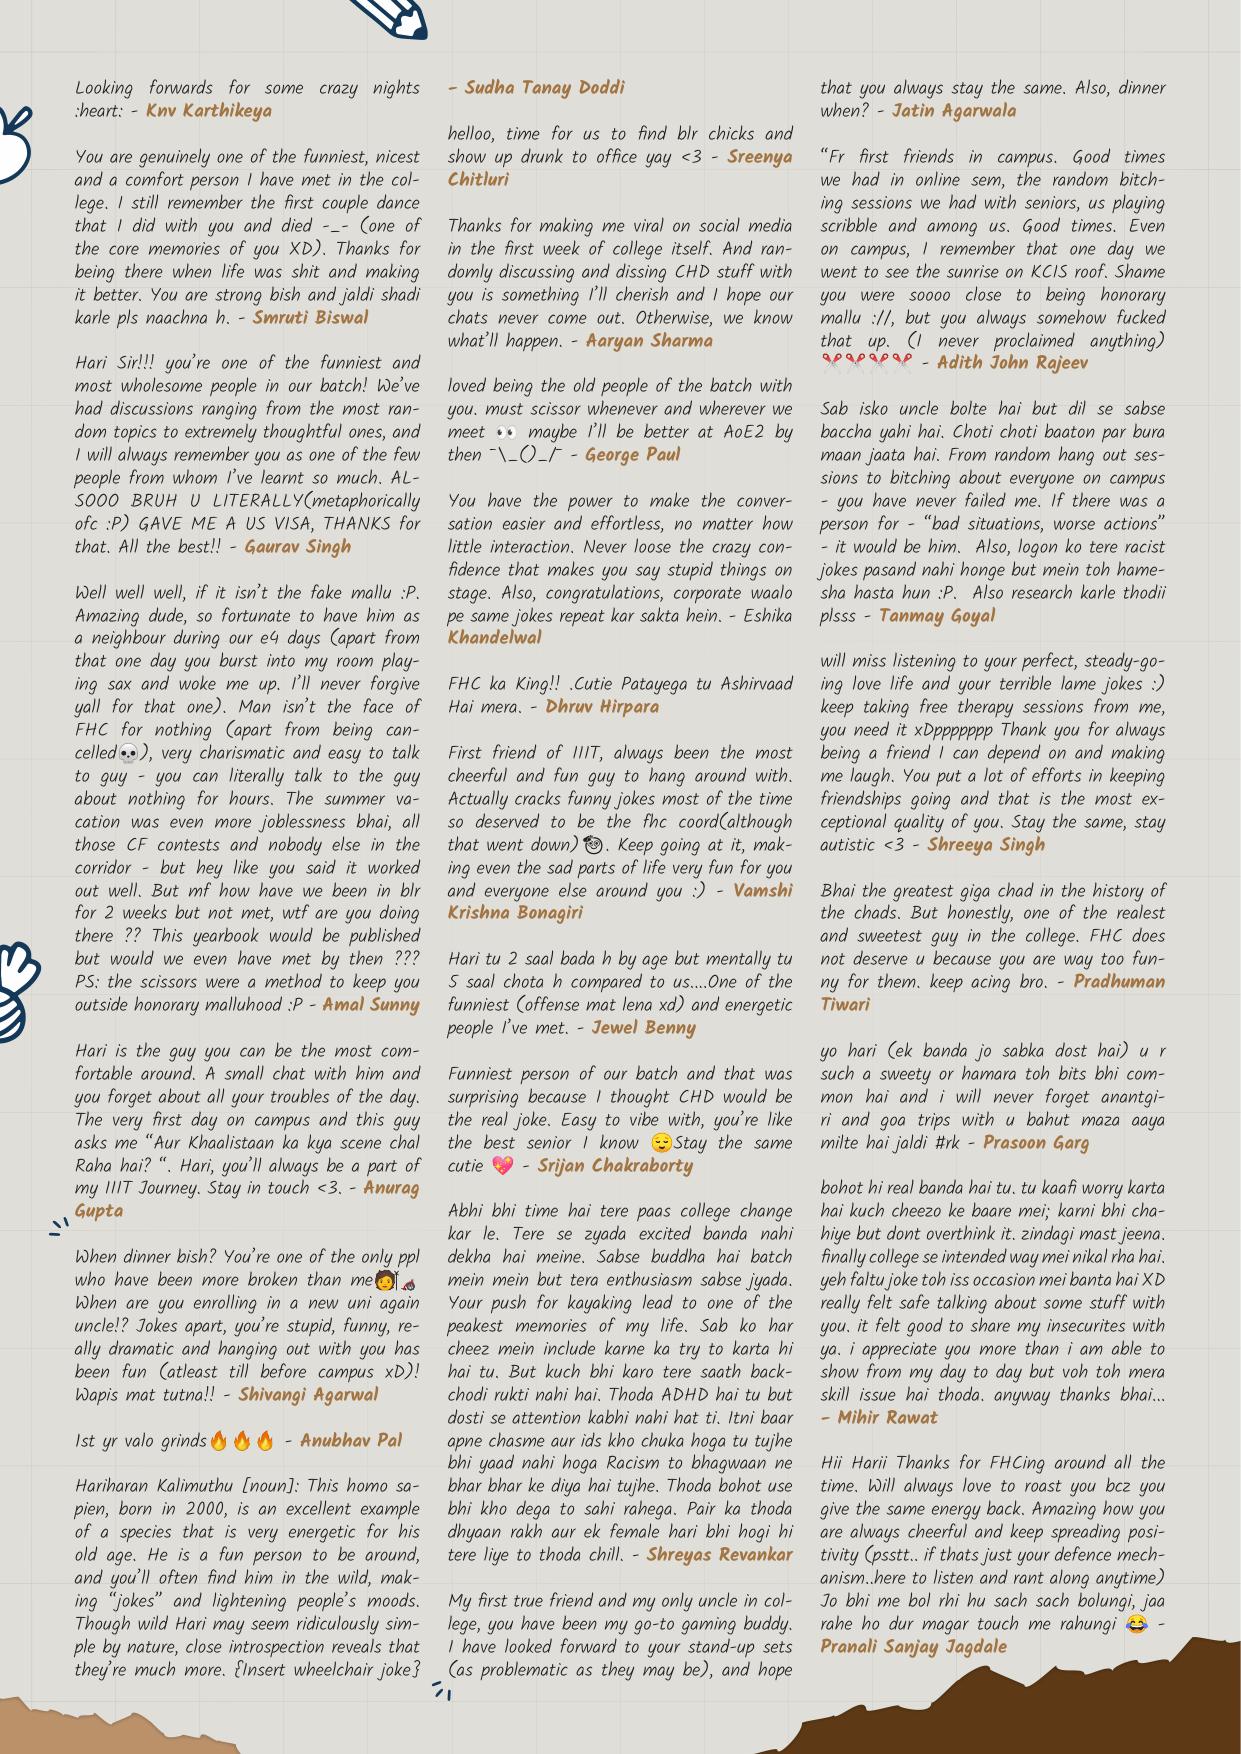 Looking forwards for some crazy nights
:heart: - Knv Karthikeya
You are genuinely one of the funniest, nicest
and a comfort person I have met in the col-
lege. I still remember the first couple dance
that I did with you and died -_- (one of
the core memories of you XD). Thanks for
being there when life was shit and making
it better. You are strong bish and jaldi shadi
karle pls naachna h. - Smruti Biswal
Hari Sir!!! you're one of the funniest and
most wholesome people in our batch! We've
had discussions ranging from the most ran-
dom topics to extremely thoughtful ones, and
I will always remember you as one of the few
people from whom I've learnt so much. AL-
SOOO BRUH U LITERALLY(metaphorically
ofc :P) GAVE ME A US VISA, THANKS for
that. All the best!! - Gaurav Singh
Well well well, if it isn't the fake mallu :P.
Amazing dude, so fortunate to have him as
a neighbour during our e4 days (apart from
that one day you burst into my room play-
ing sax and woke me up. I'll never forgive
yall for that one). Man isn't the face of
FHC for nothing (apart from being can-
celled💀), very charismatic and easy to talk
to guy - you can literally talk to the guy
about nothing for hours. The summer va-
cation was even more joblessness bhai, all
those CF contests and nobody else in the
corridor - but hey like you said it worked
out well. But mf how have we been in blr
for 2 weeks but not met, wtf are you doing
there ?? This yearbook would be published
but would we even have met by then ???
PS: the scissors were a method to keep you
outside honorary malluhood :P - Amal Sunny
Hari is the guy you can be the most com-
fortable around. A small chat with him and
you forget about all your troubles of the day.
The very first day on campus and this guy
asks me "Aur Khaalistaan ka kya scene chal
Raha hai? ". Hari, you'll always be a part of
my IIIT Journey. Stay in touch <3. - Anurag
Gupta
When dinner bish? You're one of the only ppl
who have been more broken than me
When are you enrolling in a new uni again
uncle!? Jokes apart, you're stupid, funny, re-
ally dramatic and hanging out with you has
been fun (atleast till before campus xD)!
Wapis mat tutna!! - Shivangi Agarwal
1st yr valo grinds🔥🔥🔥 - Anubhav Pal
Hariharan Kalimuthu [noun]: This homo sa-
pien, born in 2000, is an excellent example
of a species that is very energetic for his
old age. He is a fun person to be around,
and you'll often find him in the wild, mak-
ing "jokes" and lightening people's moods.
Though wild Hari may seem ridiculously sim-
ple by nature, close introspection reveals that
they're much more. {Insert wheelchair joke}
- Sudha Tanay Doddi
helloo, time for us to find blr chicks and
show up drunk to office yay <3 - Sreenya
Chitluri
Thanks for making me viral on social media
in the first week of college itself. And ran-
domly discussing and dissing CHD stuff with
you is something I'll cherish and I hope our
chats never come out. Otherwise, we know
what'll happen. - Aaryan Sharma
loved being the old people of the batch with
you. must scissor whenever and wherever we
meet 👀 maybe I'll be better at AoE2 by
then ¯\_()_/¯ - George Paul
You have the power to make the conver-
sation easier and effortless, no matter how
little interaction. Never loose the crazy con-
fidence that makes you say stupid things on
stage. Also, congratulations, corporate waalo
pe same jokes repeat kar sakta hein. - Eshika
Khandelwal
FHC ka King!! .Cutie Patayega tu Ashirvaad
Hai mera. - Dhruv Hirpara
First friend of IIIT, always been the most
cheerful and fun guy to hang around with.
Actually cracks funny jokes most of the time
so deserved to be the fhc coord(although
that went down). Keep going at it, mak-
ing even the sad parts of life very fun for you
and everyone else around you :) - Vamshi
Krishna Bonagiri
Hari tu 2 saal bada h by age but mentally tu
5 saal chota h compared to us....One of the
funniest (offense mat lena xd) and energetic
people I've met. - Jewel Benny
Funniest person of our batch and that was
surprising because I thought CHD would be
the real joke. Easy to vibe with, you're like
the best senior I know 😌Stay the same
cutie 💖 - Srijan Chakraborty
Abhi bhi time hai tere paas college change
kar le. Tere se zyada excited banda nahi
dekha hai meine. Sabse buddha hai batch
mein mein but tera enthusiasm sabse jyada.
Your push for kayaking lead to one of the
peakest memories of my life. Sab ko har
cheez mein include karne ka try to karta hi
hai tu. But kuch bhi karo tere saath back-
chodi rukti nahi hai. Thoda ADHD hai tu but
dosti se attention kabhi nahi hat ti. Itni baar
apne chasme aur ids kho chuka hoga tu tujhe
bhi yaad nahi hoga Racism to bhagwaan ne
bhar bhar ke diya hai tujhe. Thoda bohot use
bhi kho dega to sahi rahega. Pair ka thoda
dhyaan rakh aur ek female hari bhi hogi hi
tere liye to thoda chill. - Shreyas Revankar
My first true friend and my only uncle in col-
lege, you have been my go-to gaming buddy.
I have looked forward to your stand-up sets
(as problematic as they may be), and hope
that you always stay the same. Also, dinner
when? - Jatin Agarwala
"Fr first friends in campus. Good times
we had in online sem, the random bitch-
ing sessions we had with seniors, us playing
scribble and among us. Good times. Even
on campus, I remember that one day we
went to see the sunrise on KCIS roof. Shame
you were soooo close to being honorary
mallu ://, but you always somehow fucked
that up. (I never proclaimed anything)
✂️✂️✂️✂️ - Adith John Rajeev
Sab isko uncle bolte hai but dil se sabse
baccha yahi hai. Choti choti baaton par bura
maan jaata hai. From random hang out ses-
sions to bitching about everyone on campus
- you have never failed me. If there was a
person for - "bad situations, worse actions"
- it would be him. Also, logon ko tere racist
jokes pasand nahi honge but mein toh hame-
sha hasta hun :P. Also research karle thodii
plsss - Tanmay Goyal
will miss listening to your perfect, steady-go-
ing love life and your terrible lame jokes :)
keep taking free therapy sessions from me,
you need it xDppppppp Thank you for always
being a friend I can depend on and making
me laugh. You put a lot of efforts in keeping
friendships going and that is the most ex-
ceptional quality of you. Stay the same, stay
autistic <3 - Shreeya Singh
Bhai the greatest giga chad in the history of
the chads. But honestly, one of the realest
and sweetest guy in the college. FHC does
not deserve u because you are way too fun-
ny for them. keep acing bro. - Pradhuman
Tiwari
yo hari (ek banda jo sabka dost hai) u r
such a sweety or hamara toh bits bhi com-
mon hai and i will never forget anantgi-
ri and goa trips with u bahut maza aaya
milte hai jaldi #rk - Prasoon Garg
bohot hi real banda hai tu. tu kaafi worry karta
hai kuch cheezo ke baare mei; karni bhi cha-
hiye but dont overthink it. zindagi mast jeena.
finally college se intended way mei nikal rha hai.
yeh faltu joke toh iss occasion mei banta hai XD
really felt safe talking about some stuff with
you. it felt good to share my insecurites with
ya. i appreciate you more than i am able to
show from my day to day but voh toh mera
skill issue hai thoda. anyway thanks bhai...
- Mihir Rawat
Hii Harii Thanks for FHCing around all the
time. Will always love to roast you bcz you
give the same energy back. Amazing how you
are always cheerful and keep spreading posi-
tivity (psstt.. if thats just your defence mech-
anism..here to listen and rant along anytime)
Jo bhi me bol rhi hu sach sach bolungi, jaa
rahe ho dur magar touch me rahungi 😂 -
Pranali Sanjay Jagdale